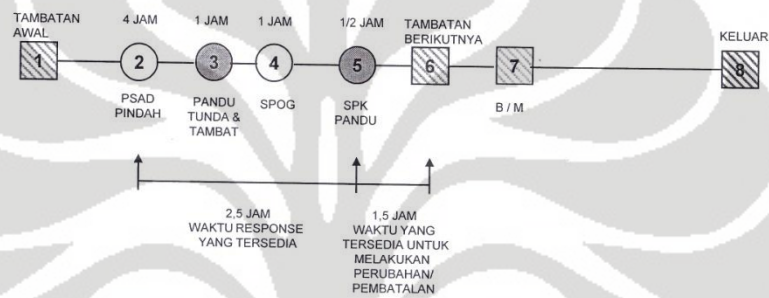 TAMBATAN
AWAL
4 JAM
1 JAM
1 JAM
1/2 JAM
TAMBATAN
BERIKUTNYA
KELUAR
1
2
3
4
5
6
7
8
PSAD
PINDAH
PANDU
TUNDA &
TAMBAT
SPOG
SPK
PANDU
B / M
2,5 JAM
WAKTU RESPONSE
YANG TERSEDIA
1,5 JAM
WAKTU YANG
TERSEDIA UNTUK
MELAKUKAN
PERUBAHAN/
PEMBATALAN